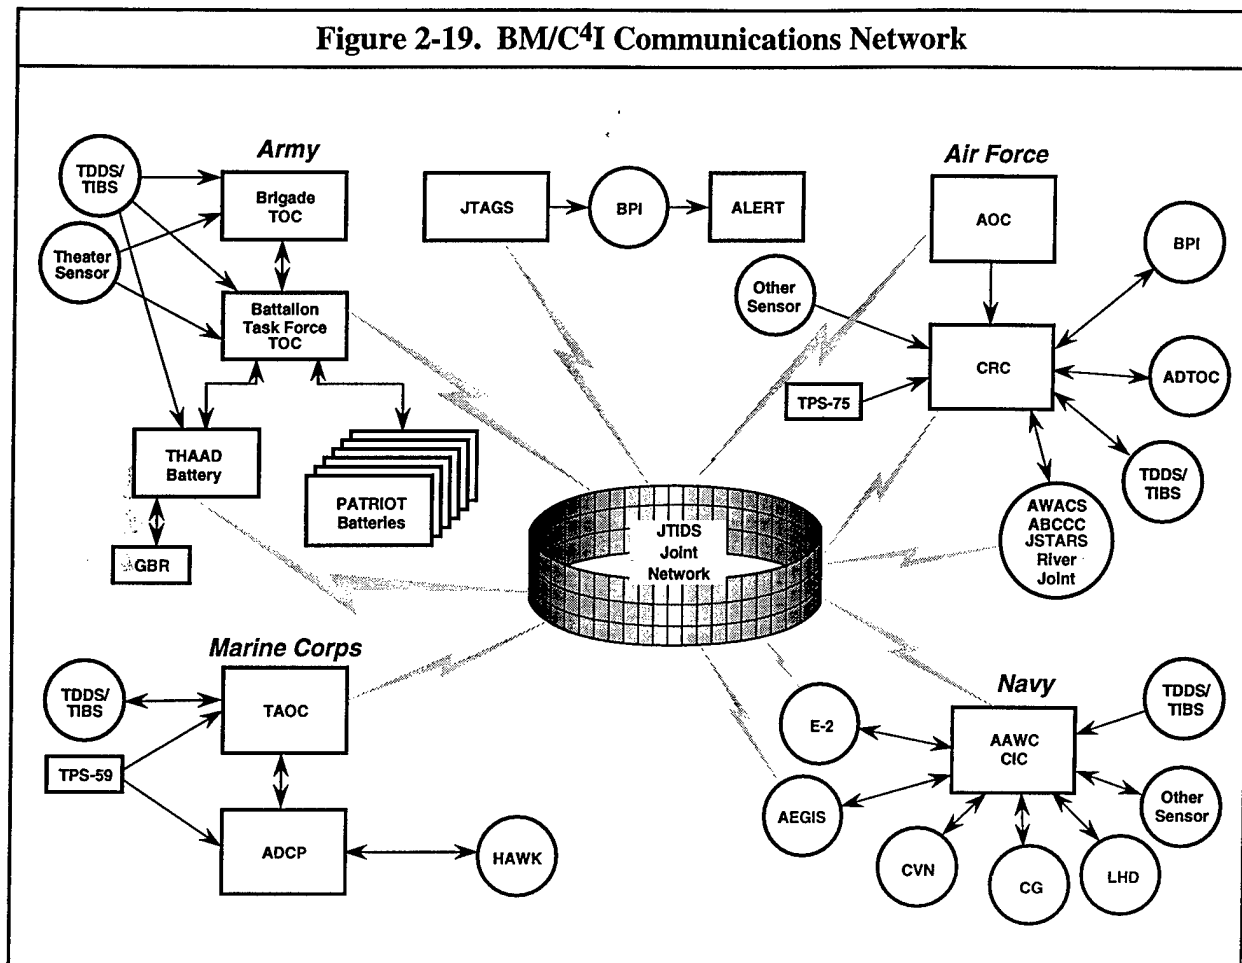 Figure 2-19. BM/C⁴I Communications Network
Army
TDDS/
TIBS
Brigade
TOC
Theater
Sensor
Battalion
Task Force
TOC
THAAD
Battery
PATRIOT
Batteries
GBR
JTAGS
BPI
ALERT
Air Force
AOC
BPI
Other
Sensor
CRC
ADTOC
TPS-75
TDDS/
TIBS
AWACS
ABCCC
JSTARS
River
Joint
JTIDS
Joint
Network
Marine Corps
TDDS/
TIBS
TAOC
TPS-59
ADCP
HAWK
Navy
E-2
AAWC
CIC
TDDS/
TIBS
AEGIS
Other
Sensor
CVN
CG
LHD